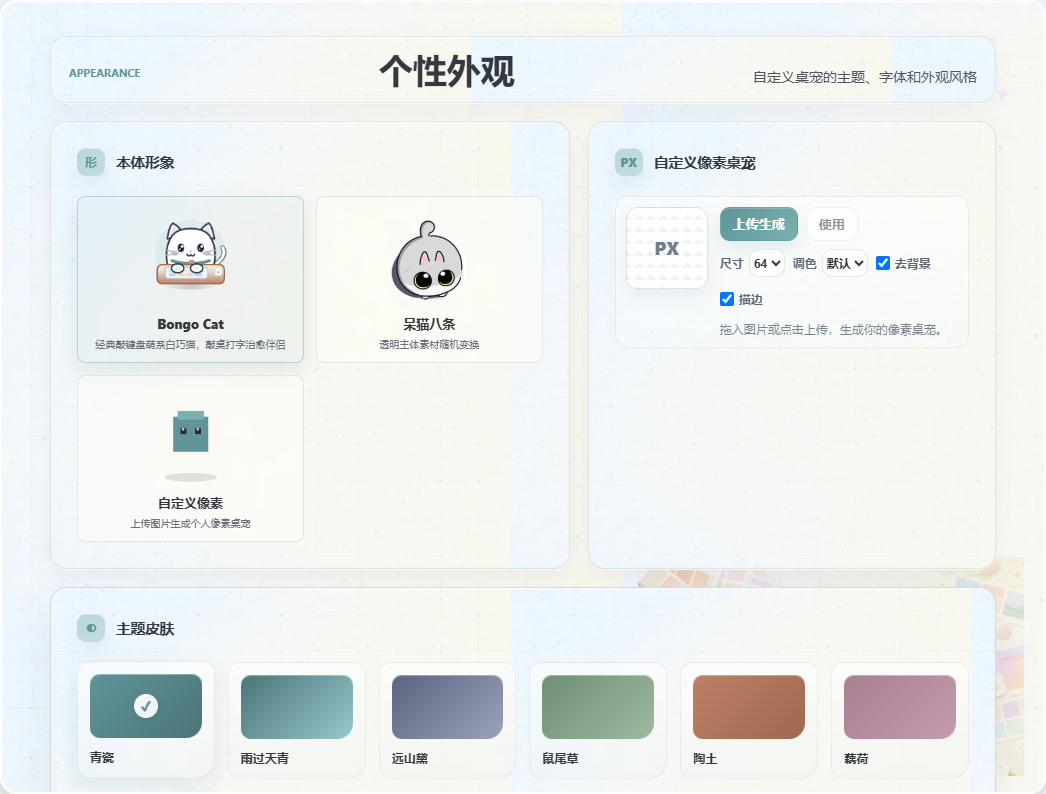 APPEARANCE
个性外观
自定义桌宠的主题、字体和外观风格
形
本体形象
Bongo Cat
经典敲键盘萌系白巧猫，敲桌打字治愈伴侣
呆猫八条
透明主体素材随机变换
自定义像素
上传图片生成个人像素桌宠
PX
自定义像素桌宠
PX
上传生成
使用
尺寸 64 调色 默认 去背景
描边
拖入图片或点击上传，生成你的像素桌宠。
主题皮肤
青瓷
雨过天青
远山黛
鼠尾草
陶土
藕荷